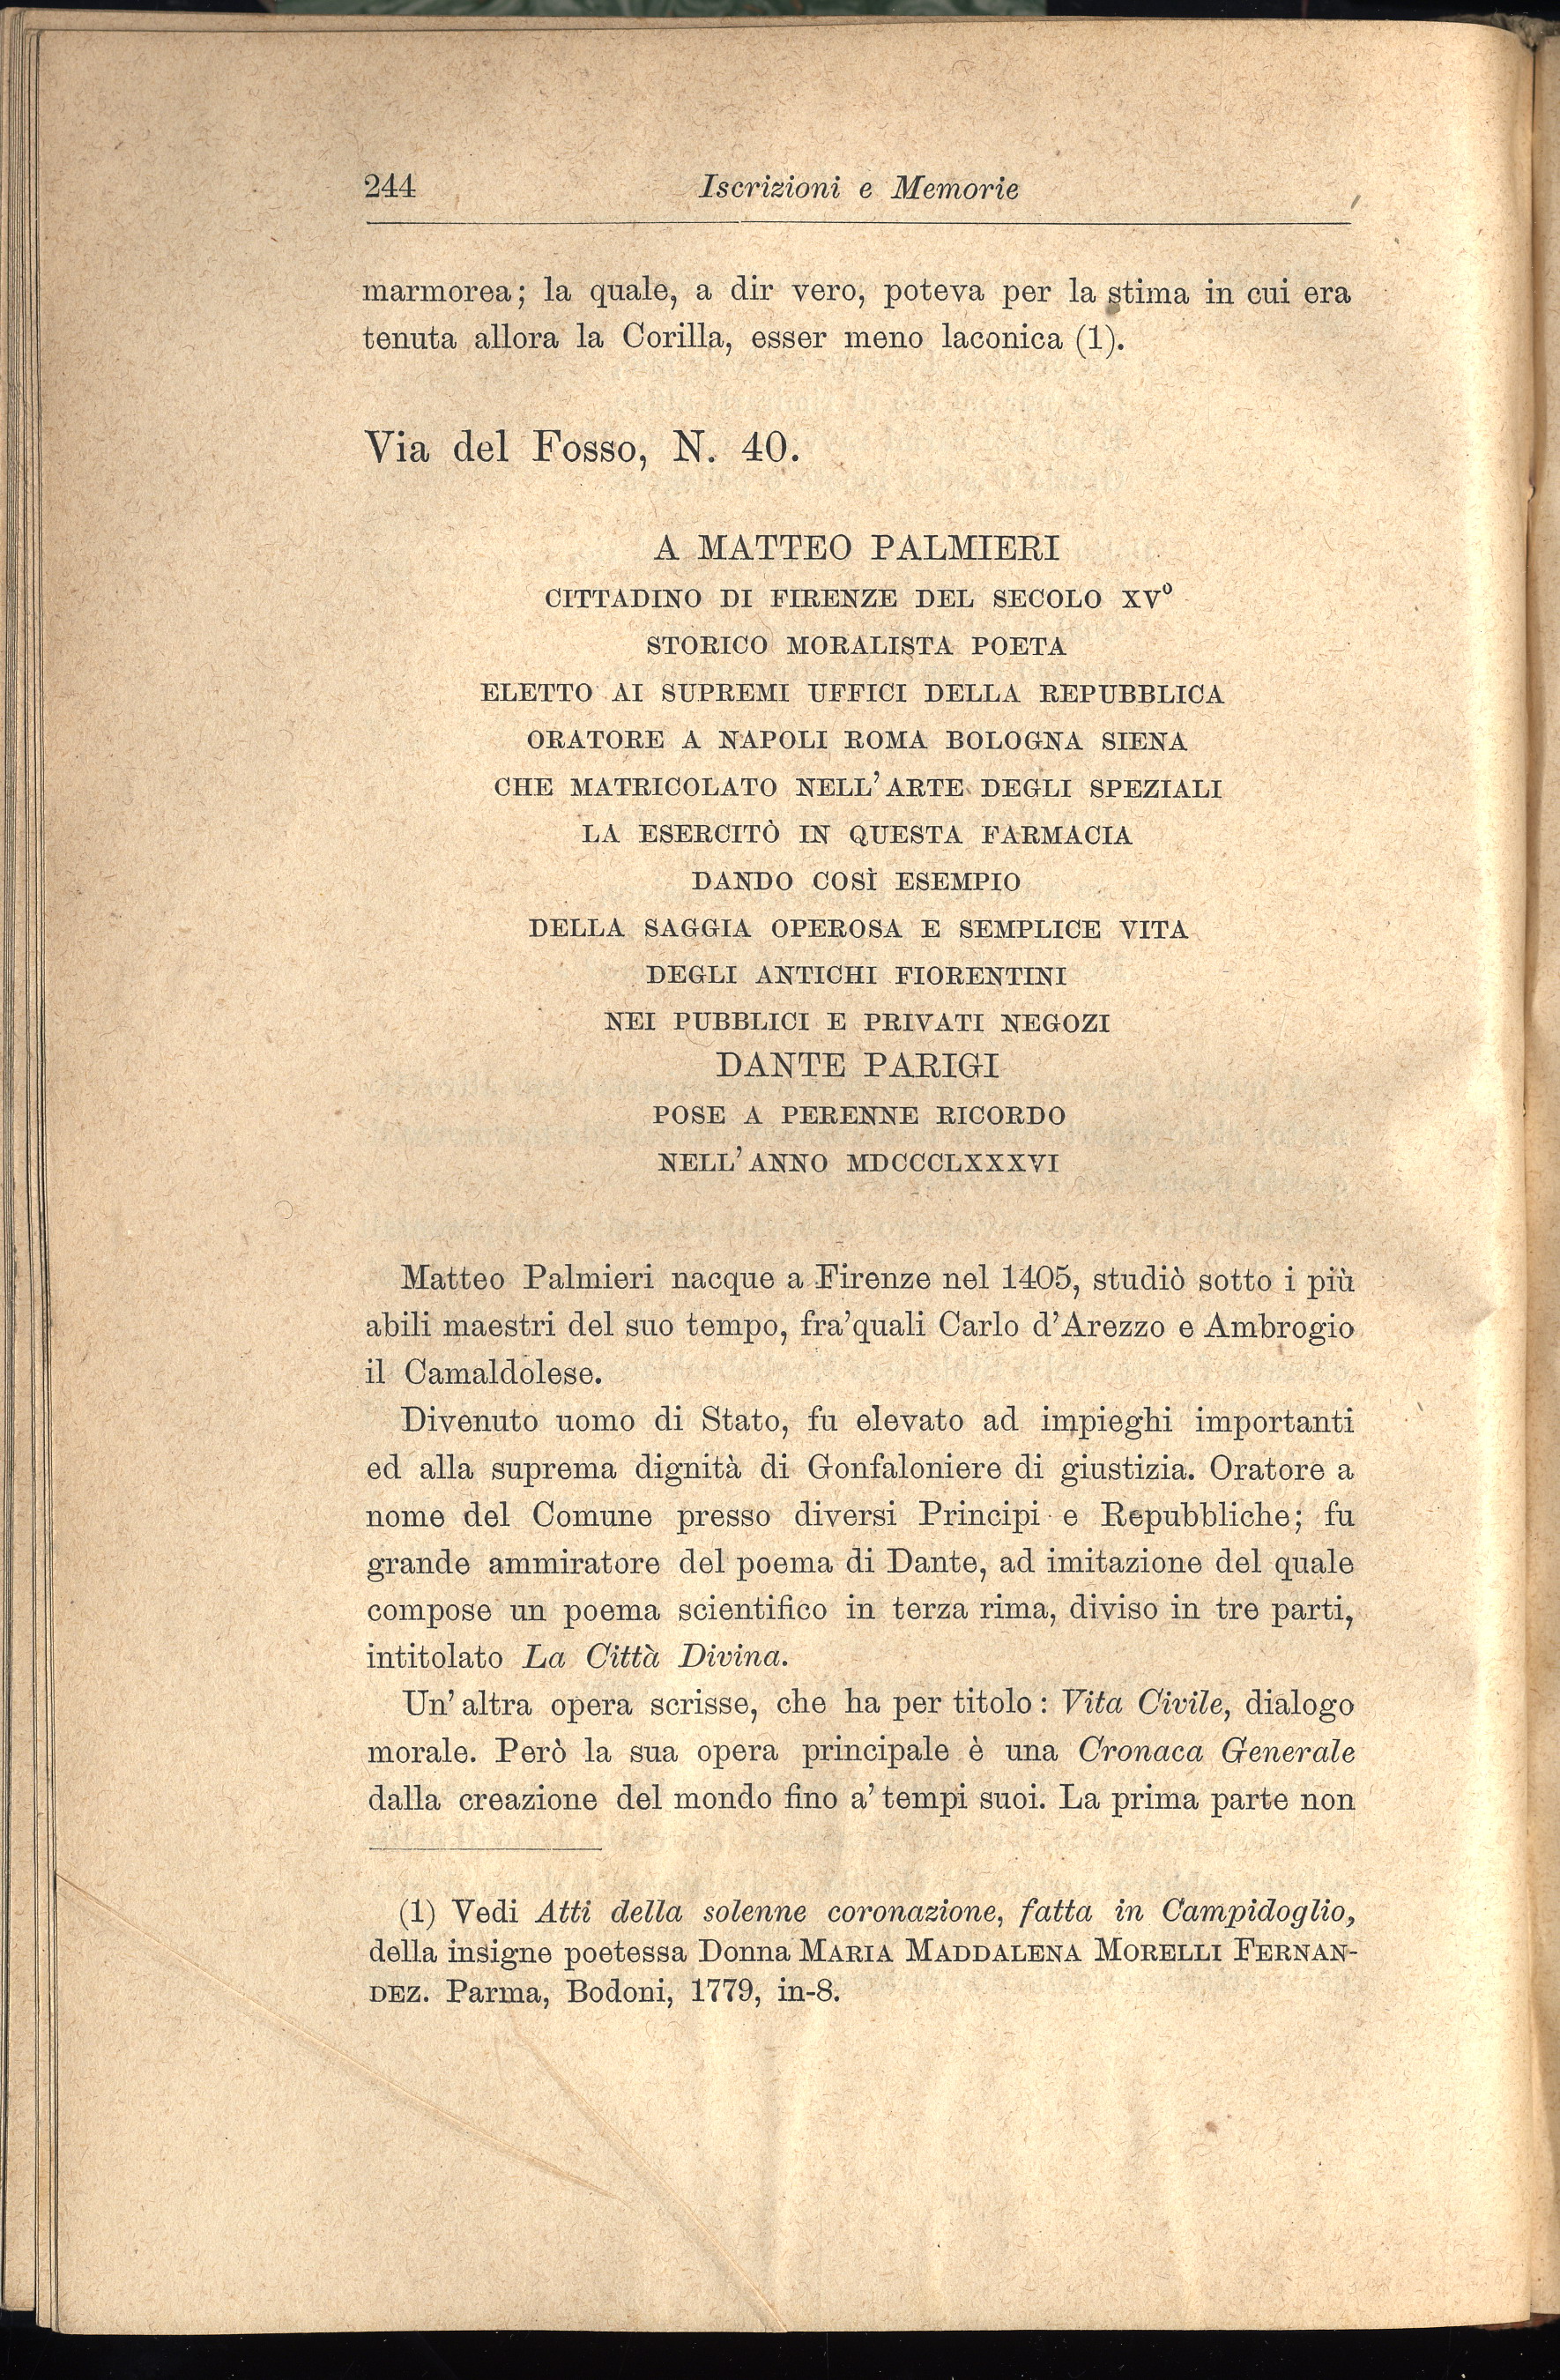 244 Iscrizioni e Memorie
marmorea; la quale, a dir vero, poteva per la stima in cui era
tenuta allora la Corilla, esser meno laconica (1).
Via del Fosso, N. 40.
A MATTEO PALMIERI
CITTADINO DI FIRENZE DEL SECOLO XVº
STORICO MORALISTA POETA
ELETTO AI SUPREMI UFFICI DELLA REPUBBLICA
ORATORE A NAPOLI ROMA BOLOGNA SIENA
CHE MATRICOLATO NELL'ARTE DEGLI SPEZIALI
LA ESERCITÒ IN QUESTA FARMACIA
DANDO COSÌ ESEMPIO
DELLA SAGGIA OPEROSA E SEMPLICE VITA
DEGLI ANTICHI FIORENTINI
NEI PUBBLICI E PRIVATI NEGOZI
DANTE PARIGI
POSE A PERENNE RICORDO
NELL'ANNO MDCCCLXXXVI
Matteo Palmieri nacque a Firenze nel 1405, studiò sotto i più
abili maestri del suo tempo, fra'quali Carlo d'Arezzo e Ambrogio
il Camaldolese.
Divenuto uomo di Stato, fu elevato ad impieghi importanti
ed alla suprema dignità di Gonfaloniere di giustizia. Oratore a
nome del Comune presso diversi Principi e Repubbliche; fu
grande ammiratore del poema di Dante, ad imitazione del quale
compose un poema scientifico in terza rima, diviso in tre parti,
intitolato La Città Divina.
Un'altra opera scrisse, che ha per titolo: Vita Civile, dialogo
morale. Però la sua opera principale è una Cronaca Generale
dalla creazione del mondo fino a'tempi suoi. La prima parte non
(1) Vedi Atti della solenne coronazione, fatta in Campidoglio,
della insigne poetessa Donna MARIA MADDALENA MORELLI FERNAN-
DEZ. Parma, Bodoni, 1779, in-8.